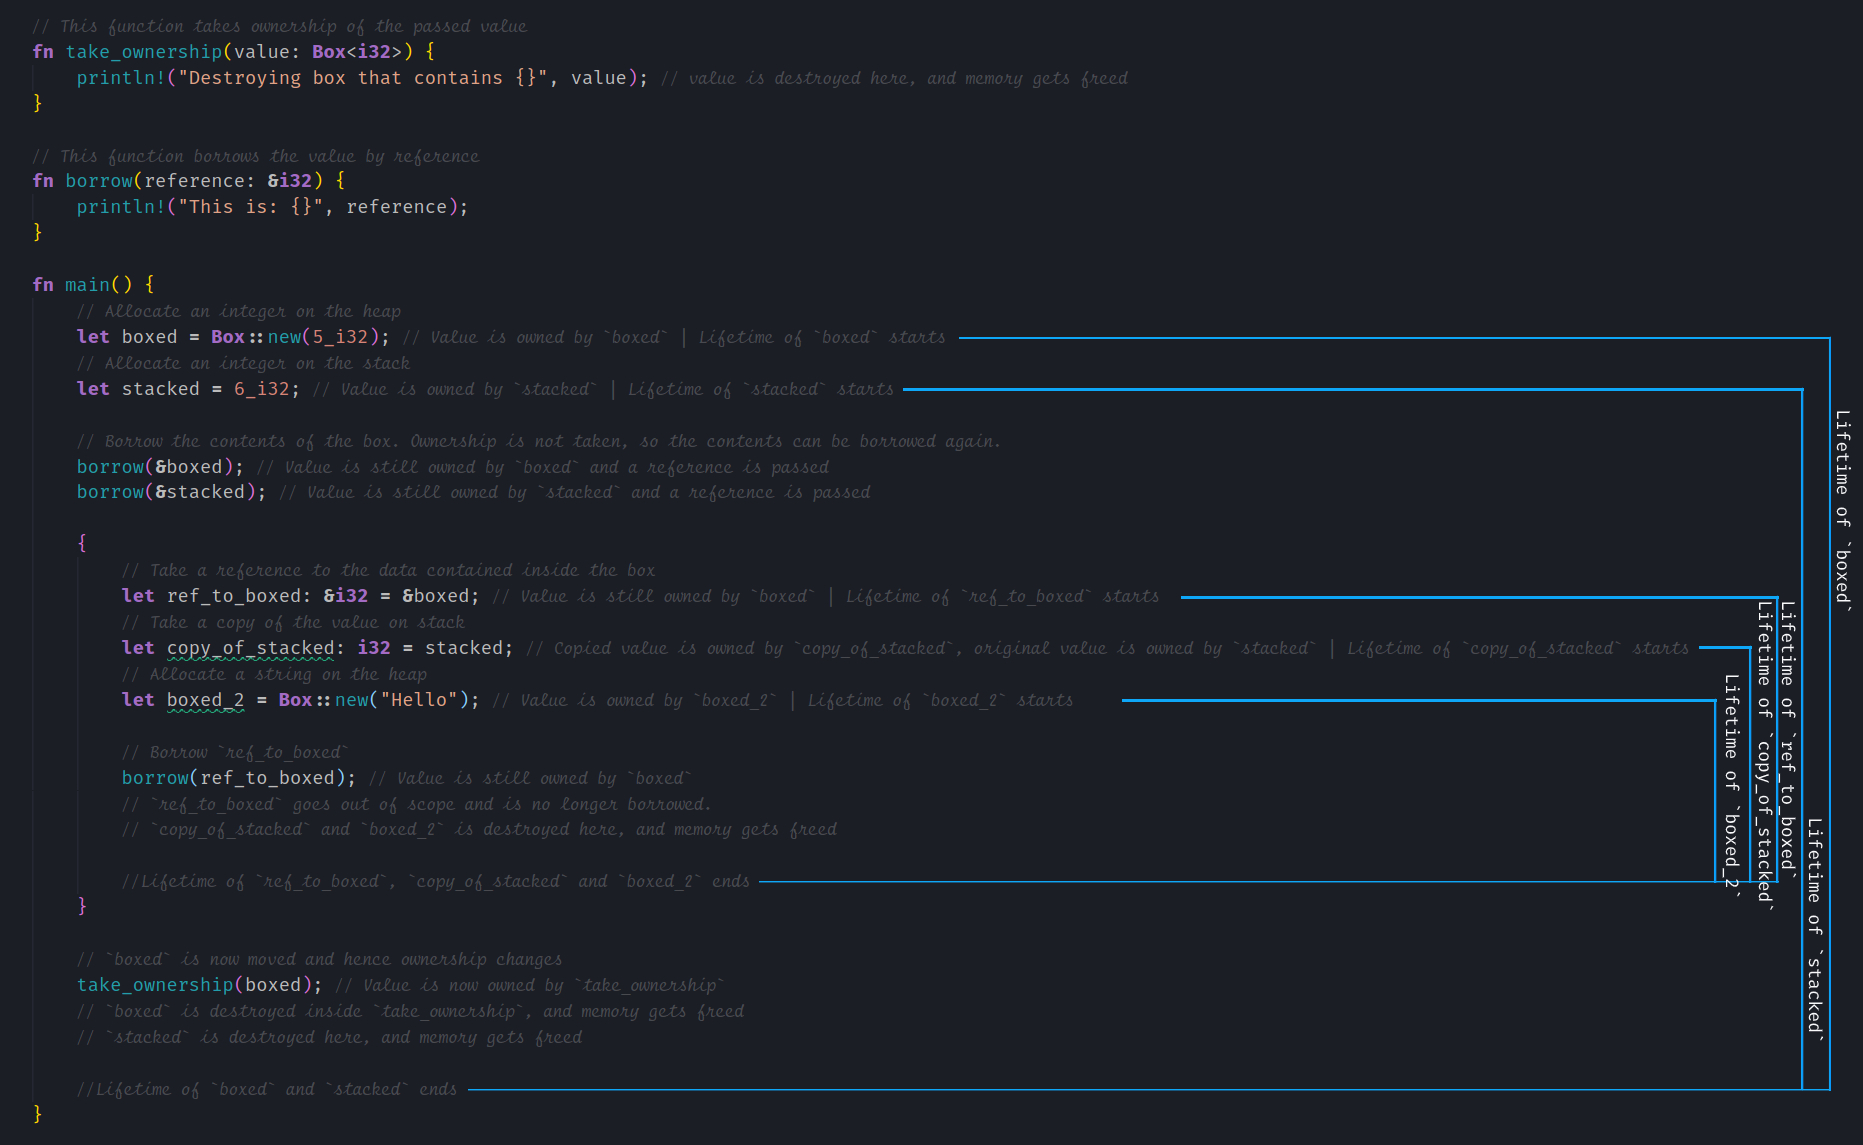 // This function takes ownership of the passed value
fn take_ownership(value: Box<i32>) {
    println!("Destroying box that contains {}", value); // value is destroyed here, and memory gets freed
}

// This function borrows the value by reference
fn borrow(reference: &i32) {
    println!("This is: {}", reference);
}

fn main() {
    // Allocate an integer on the heap
    let boxed = Box::new(5_i32); // Value is owned by `boxed` | Lifetime of `boxed` starts
    // Allocate an integer on the stack
    let stacked = 6_i32; // Value is owned by `stacked` | Lifetime of `stacked` starts

    // Borrow the contents of the box. Ownership is not taken, so the contents can be borrowed again.
    borrow(&boxed); // Value is still owned by `boxed` and a reference is passed
    borrow(&stacked); // Value is still owned by `stacked` and a reference is passed

    {
        // Take a reference to the data contained inside the box
        let ref_to_boxed: &i32 = &boxed; // Value is still owned by `boxed` | Lifetime of `ref_to_boxed` starts
        // Take a copy of the value on stack
        let copy_of_stacked: i32 = stacked; // Copied value is owned by `copy_of_stacked`, original value is owned by `stacked` | Lifetime of `copy_of_stacked` starts
        // Allocate a string on the heap
        let boxed_2 = Box::new("Hello"); // Value is owned by `boxed_2` | Lifetime of `boxed_2` starts

        // Borrow `ref_to_boxed`
        borrow(ref_to_boxed); // Value is still owned by `boxed`
        // `ref_to_boxed` goes out of scope and is no longer borrowed.
        // `copy_of_stacked` and `boxed_2` is destroyed here, and memory gets freed

        //Lifetime of `ref_to_boxed`, `copy_of_stacked` and `boxed_2` ends
    }

    // `boxed` is now moved and hence ownership changes
    take_ownership(boxed); // Value is now owned by `take_ownership`
    // `boxed` is destroyed inside `take_ownership`, and memory gets freed
    // `stacked` is destroyed here, and memory gets freed

    //Lifetime of `boxed` and `stacked` ends
}
Lifetime of `boxed_2`
Lifetime of `copy_of_stacked`
Lifetime of `ref_to_boxed`
Lifetime of `stacked`
Lifetime of `boxed`